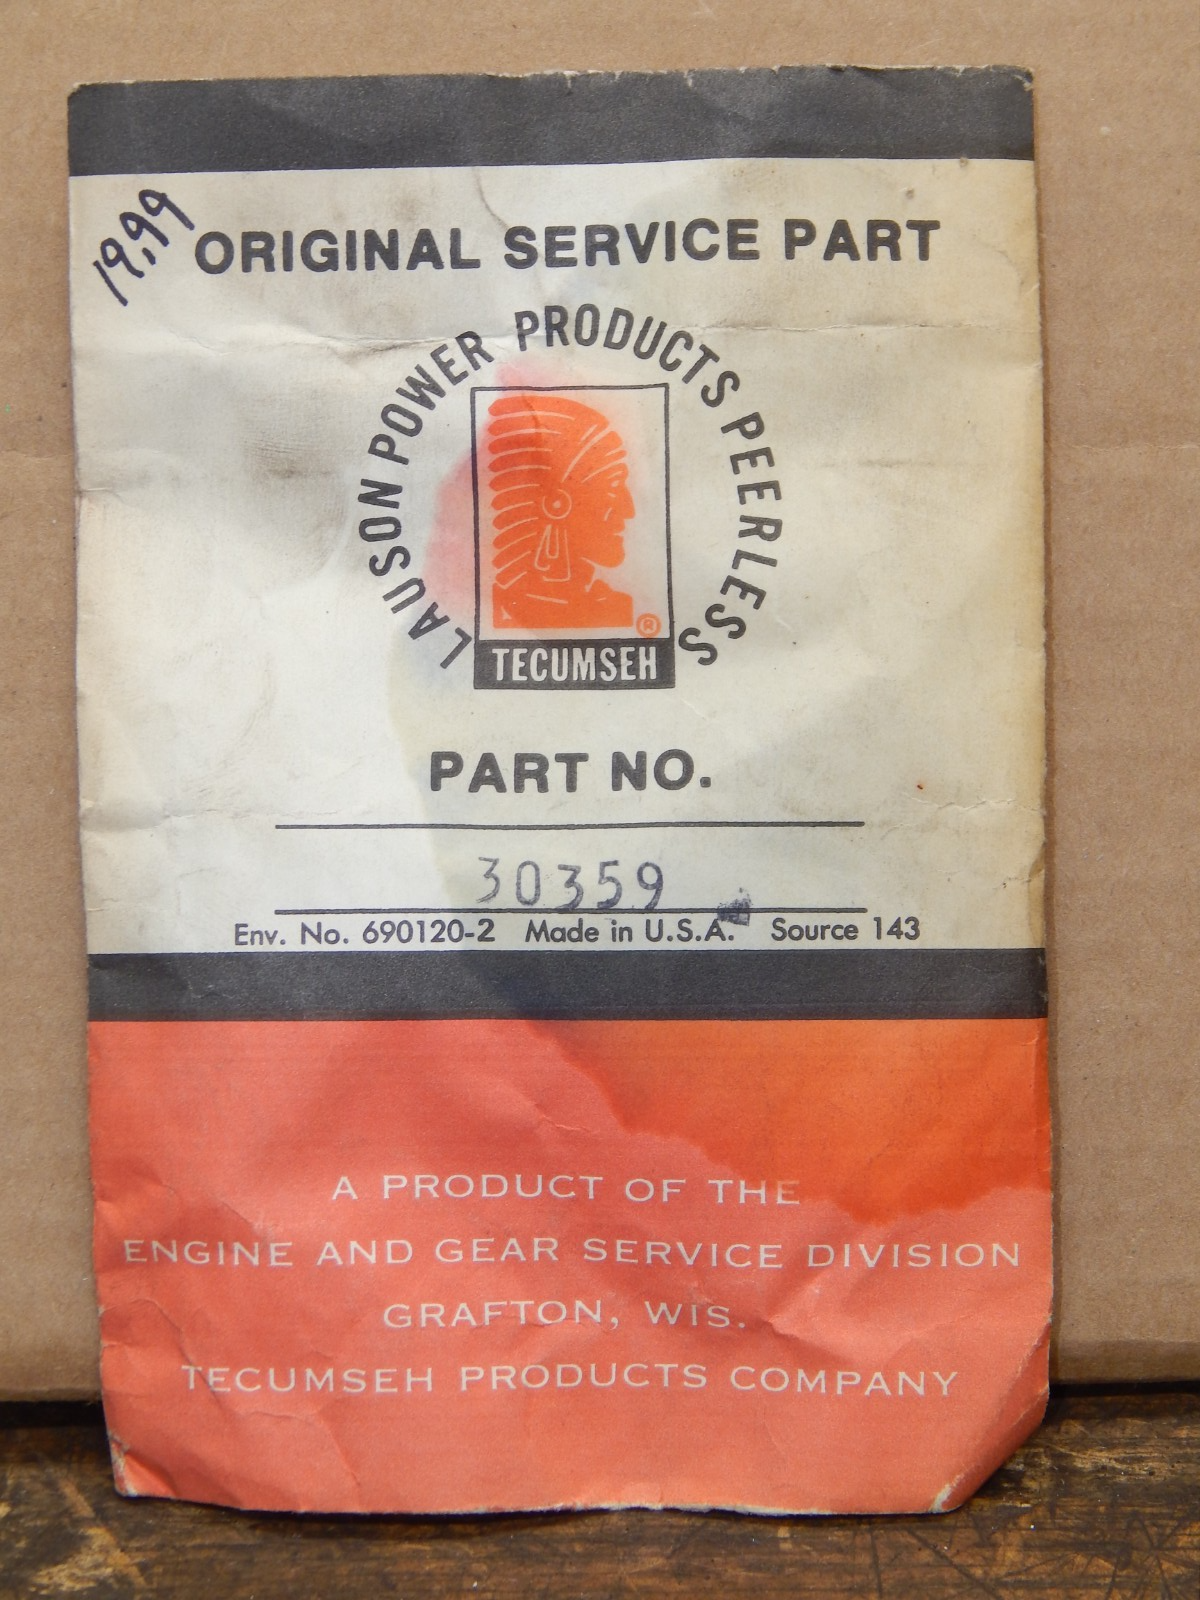 19.99
ORIGINAL SERVICE PART
LAUSON POWER PRODUCTS PEERLESS
®
TECUMSEH
PART NO.
30359
Env. No. 690120-2 Made in U.S.A. Source 143
A PRODUCT OF THE
ENGINE AND GEAR SERVICE DIVISION
GRAFTON, WIS.
TECUMSEH PRODUCTS COMPANY